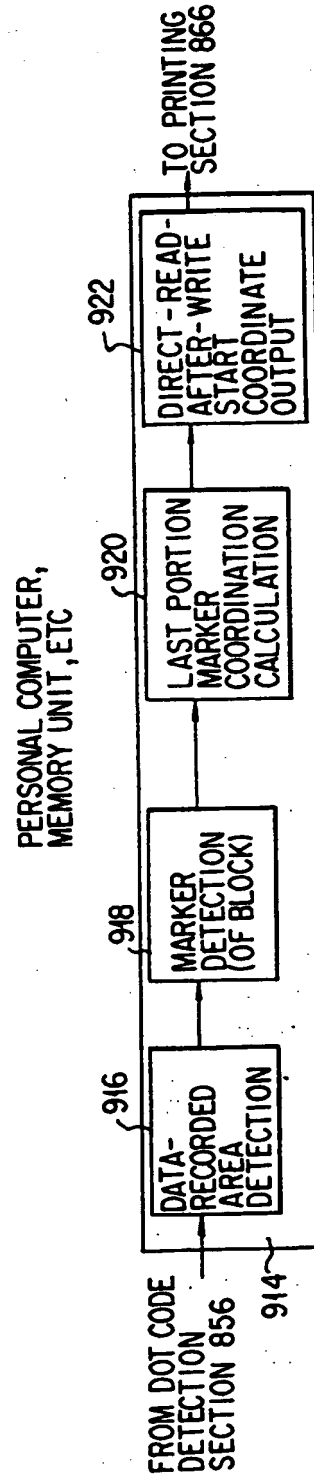 PERSONAL COMPUTER,
MEMORY UNIT, ETC
FROM DOT CODE
DETECTION
SECTION 856
914
916
DATA-
RECORDED
AREA
DETECTION
918
MARKER
DETECTION
(OF BLOCK)
920
LAST PORTION
MARKER
COORDINATION
CALCULATION
922
DIRECT-READ-
AFTER-WRITE
START
COORDINATE
OUTPUT
TO PRINTING
SECTION 866